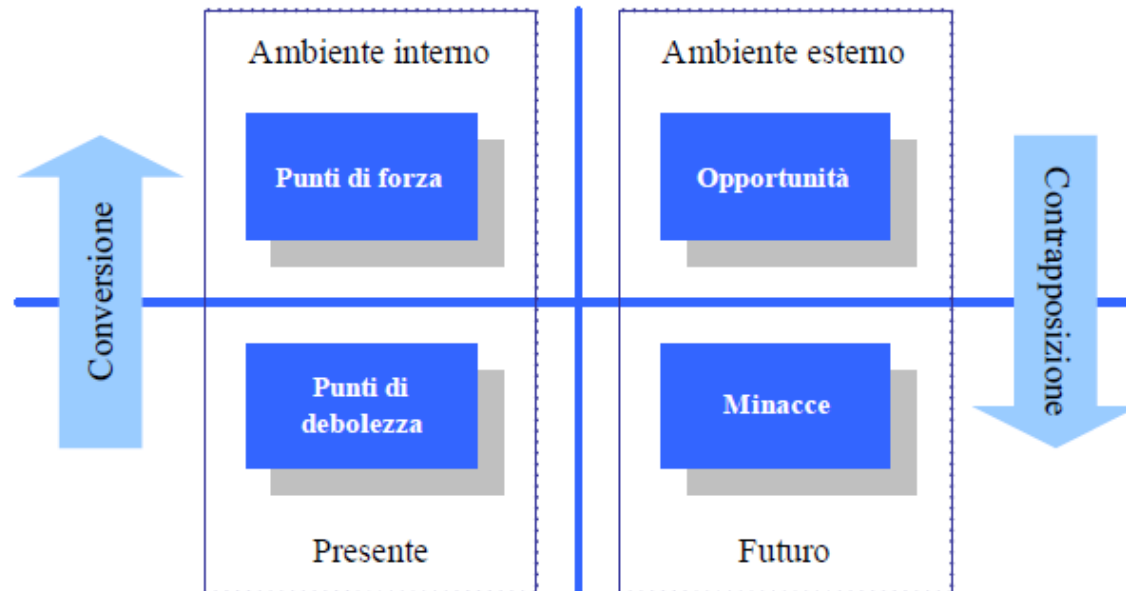 Ambiente interno
Ambiente esterno
Punti di forza
Opportunità
Conversione
Contrapposizione
Punti di
debolezza
Minacce
Presente
Futuro